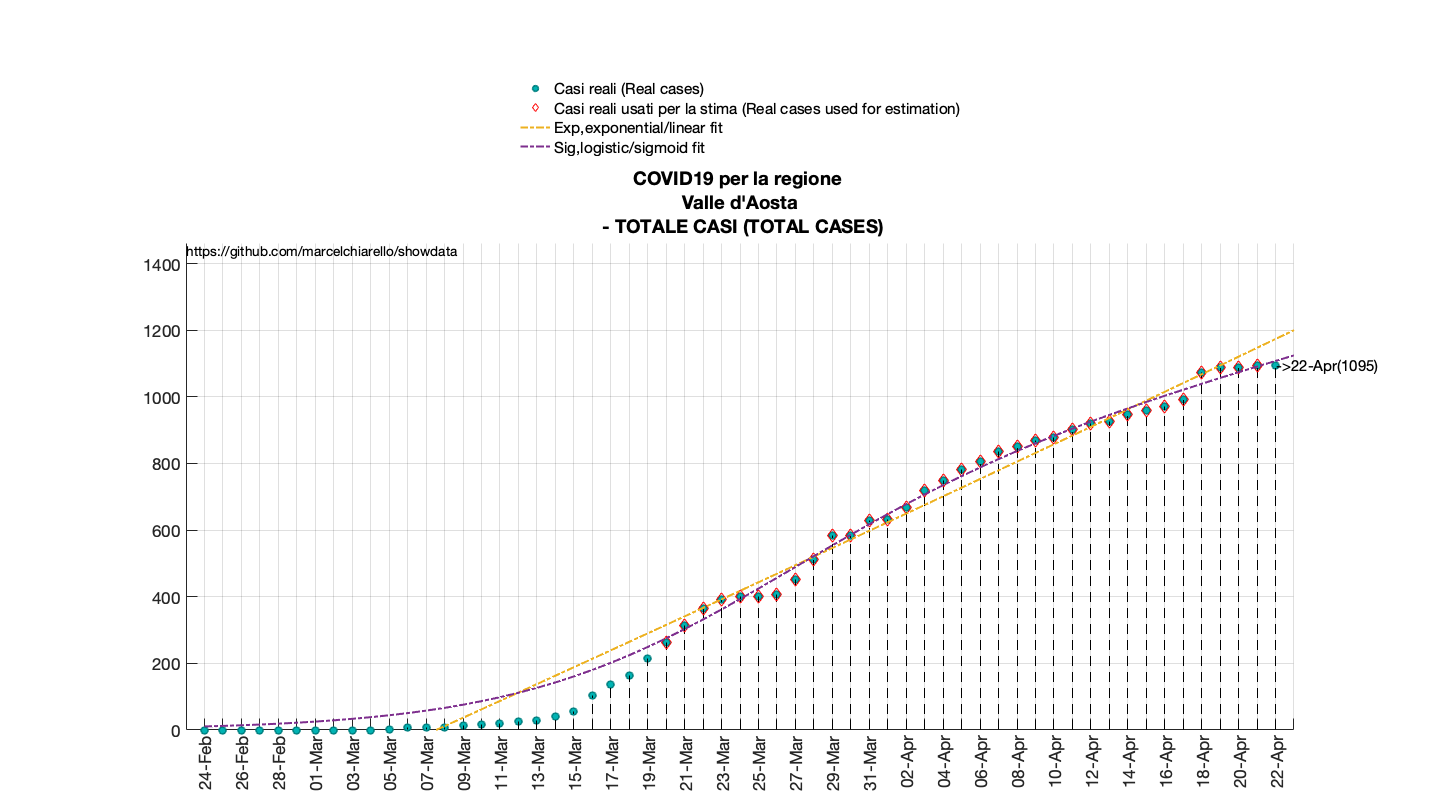 Casi reali (Real cases)
Casi reali usati per la stima (Real cases used for estimation)
Exp,exponential/linear fit
Sig,logistic/sigmoid fit
COVID19 per la regione
Valle d'Aosta
- TOTALE CASI (TOTAL CASES)
https://github.com/marcelchiarello/showdata
1400
1200
1000
800
600
400
200
0
->22-Apr(1095)
24-Feb
26-Feb
28-Feb
01-Mar
03-Mar
05-Mar
07-Mar
09-Mar
11-Mar
13-Mar
15-Mar
17-Mar
19-Mar
21-Mar
23-Mar
25-Mar
27-Mar
29-Mar
31-Mar
02-Apr
04-Apr
06-Apr
08-Apr
10-Apr
12-Apr
14-Apr
16-Apr
18-Apr
20-Apr
22-Apr